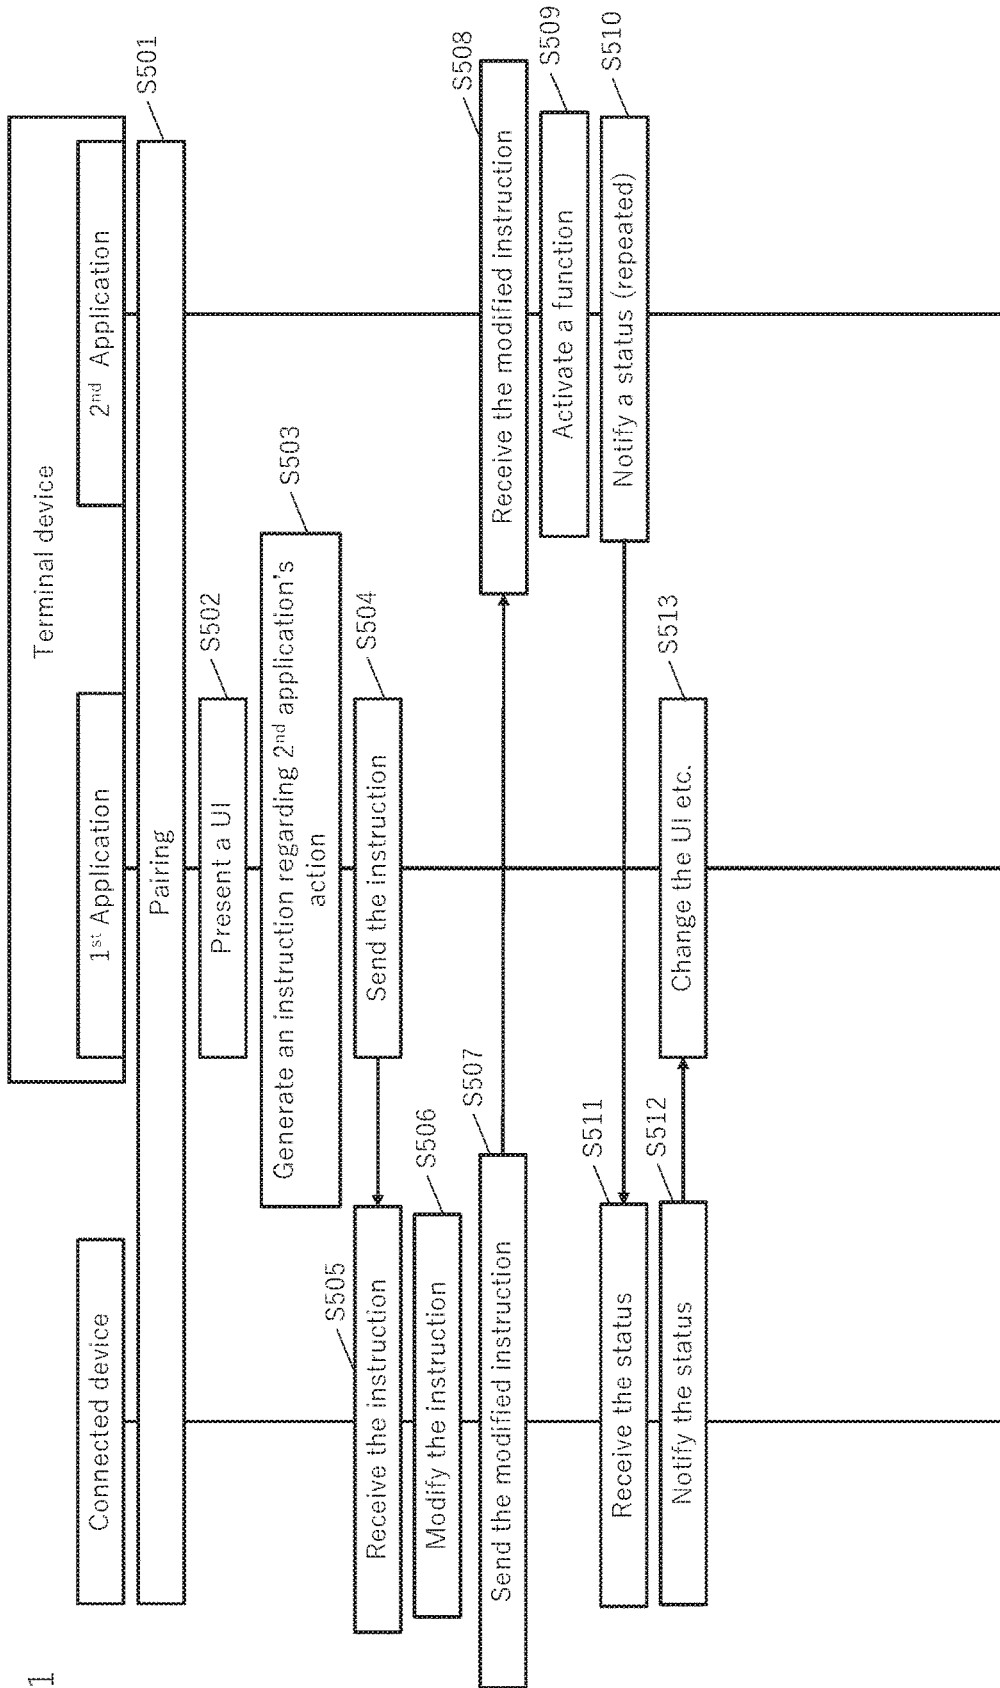 1
Terminal device
Connected device
1st Application
2nd Application
Pairing
S501
Present a UI
S502
Generate an instruction regarding 2nd application's
action
S503
Send the instruction
S504
Receive the instruction
S505
Modify the instruction
S506
Send the modified instruction
S507
Receive the modified instruction
S508
Activate a function
S509
Notify a status (repeated)
S510
Receive the status
S511
Notify the status
S512
Change the UI etc.
S513